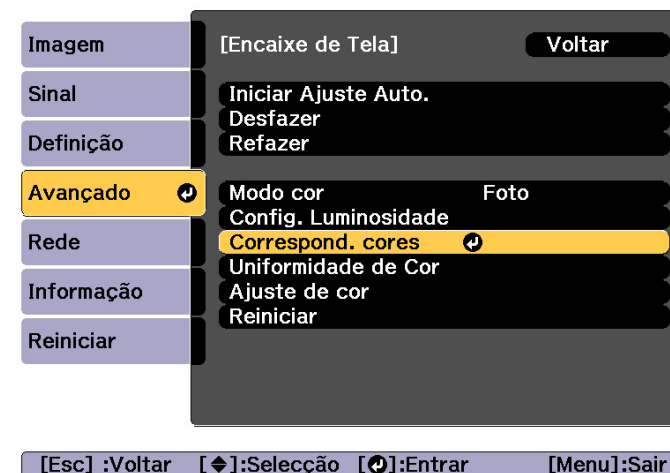 Imagem
Sinal
Definição
Avançado
Rede
Informação
Reiniciar
[Encaixe de Tela] Voltar
Iniciar Ajuste Auto.
Desfazer
Refazer
Modo cor Foto
Config. Luminosidade
Correspond. cores
Uniformidade de Cor
Ajuste de cor
Reiniciar
[Esc] :Voltar [◆]:Selecção [↵]:Entrar [Menu]:Sair